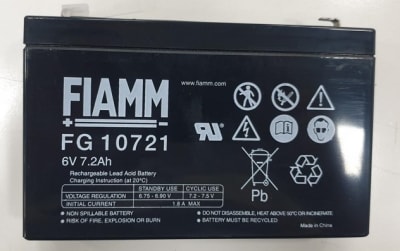 FIAMM
www.fiamm.com
FG 10721
6V 7.2Ah
Rechargeable Lead Acid Battery
Charging Instruction (at 20°C)
STANDBY USE CYCLIC USE
VOLTAGE REGULATION 6.75 - 6.90 V 7.2 - 7.5 V
INITIAL CURRENT 1.8 A MAX
Pb
Made in China
● NON SPILLABLE BATTERY
● RISK OF FIRE, EXPLOSION OR BURN
● DO NOT DISASSEMBLE, HEAT ABOVE 50°C OR INCINERATE
● BATTERY MUST BE RECYCLED